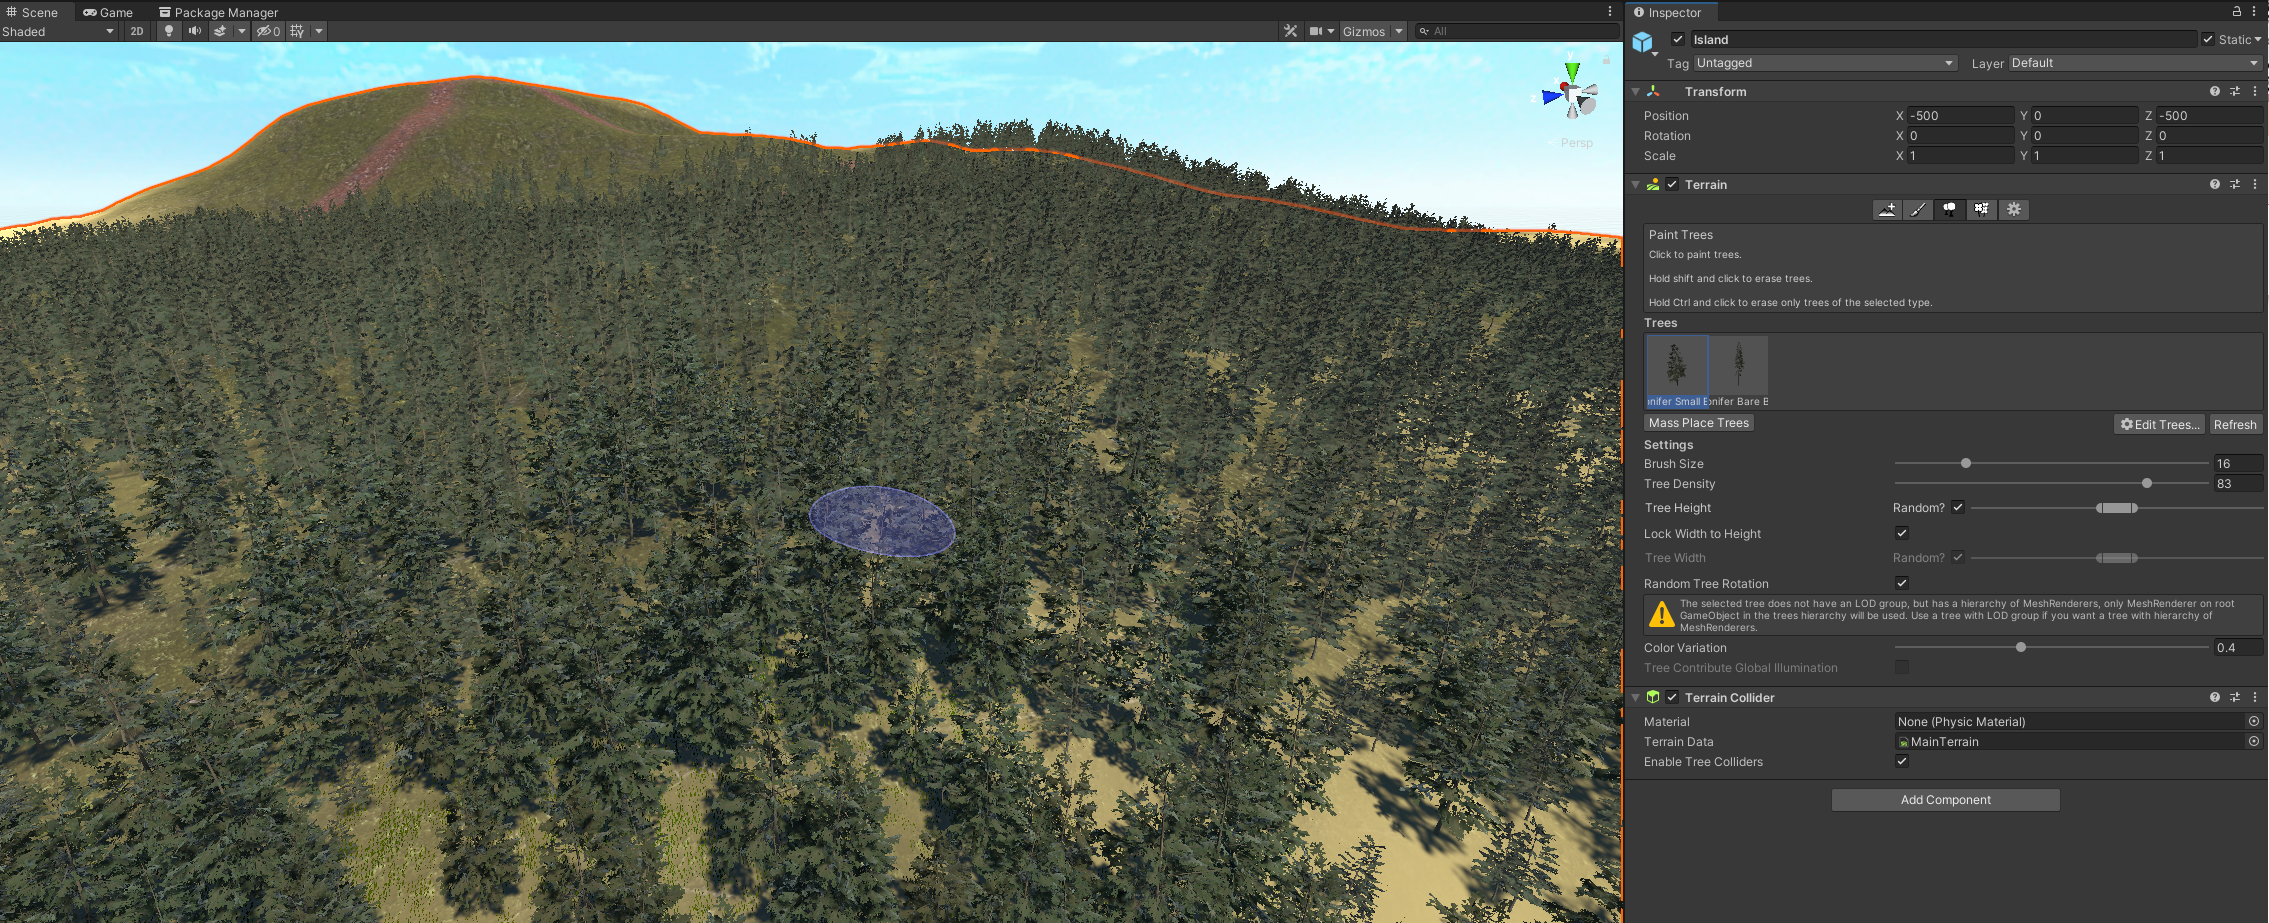 Scene Game Package Manager
Shaded 2D 0 Gizmos All
Persp
Inspector
Island Static
Tag Untagged Layer Default
Transform
Position X -500 Y 0 Z -500
Rotation X 0 Y 0 Z 0
Scale X 1 Y 1 Z 1
Terrain
Paint Trees
Click to paint trees.
Hold shift and click to erase trees.
Hold Ctrl and click to erase only trees of the selected type.
Trees
onifer Small B onifer Bare B
Mass Place Trees Edit Trees... Refresh
Settings
Brush Size 16
Tree Density 83
Tree Height Random?
Lock Width to Height
Tree Width Random?
Random Tree Rotation
The selected tree does not have an LOD group, but has a hierarchy of MeshRenderers, only MeshRenderer on root
GameObject in the trees hierarchy will be used. Use a tree with LOD group if you want a tree with hierarchy of
MeshRenderers.
Color Variation 0.4
Tree Contribute Global Illumination
Terrain Collider
Material None (Physic Material)
Terrain Data MainTerrain
Enable Tree Colliders
Add Component